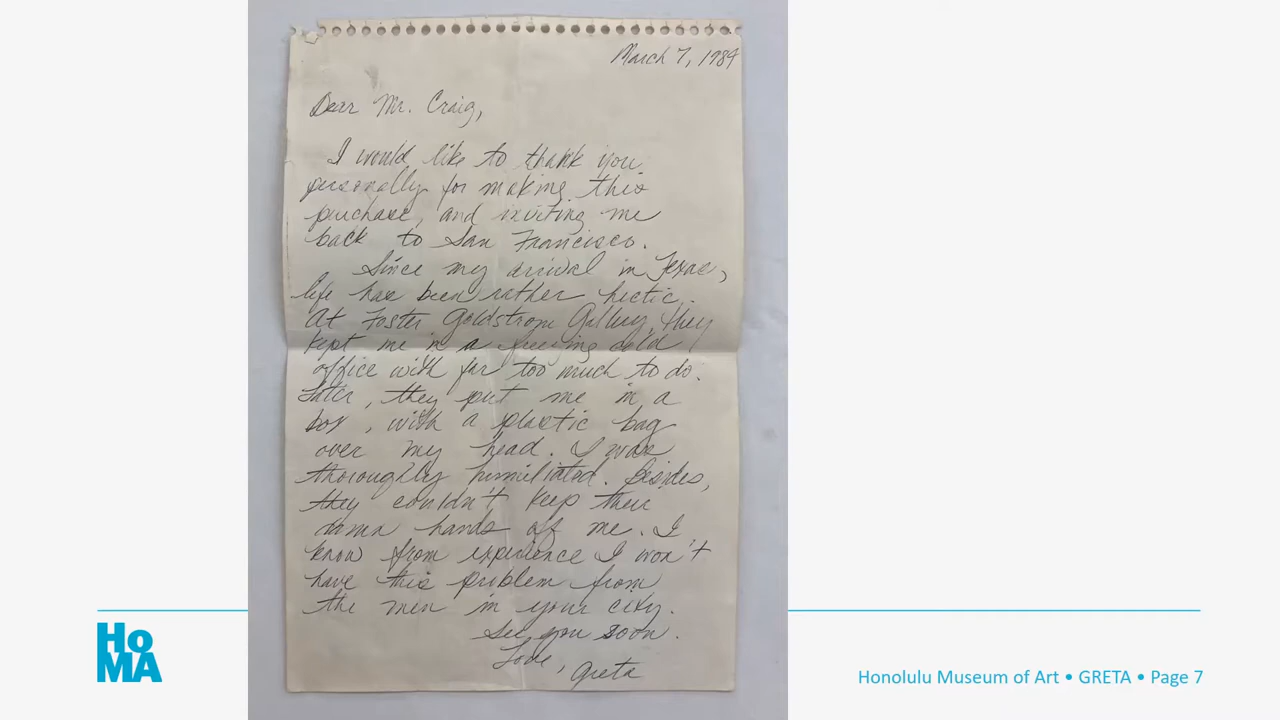 March 7, 1989
Dear Mr. Craig,
I would like to thank you
personally for making this
purchase, and inviting me
back to San Francisco.
Since my arrival in Texas,
life has been rather hectic.
At Foster Goldstrom Gallery, they
kept me in a freezing cold
office with far too much to do.
Later, they put me in a
box, with a plastic bag
over my head. I was
thoroughly humiliated. Besides,
they couldn't keep their
damn hands off me. I
know from experience I won't
have this problem from
the men in your city.
See you soon.
Love, Greta
HoMA
Honolulu Museum of Art • GRETA • Page 7